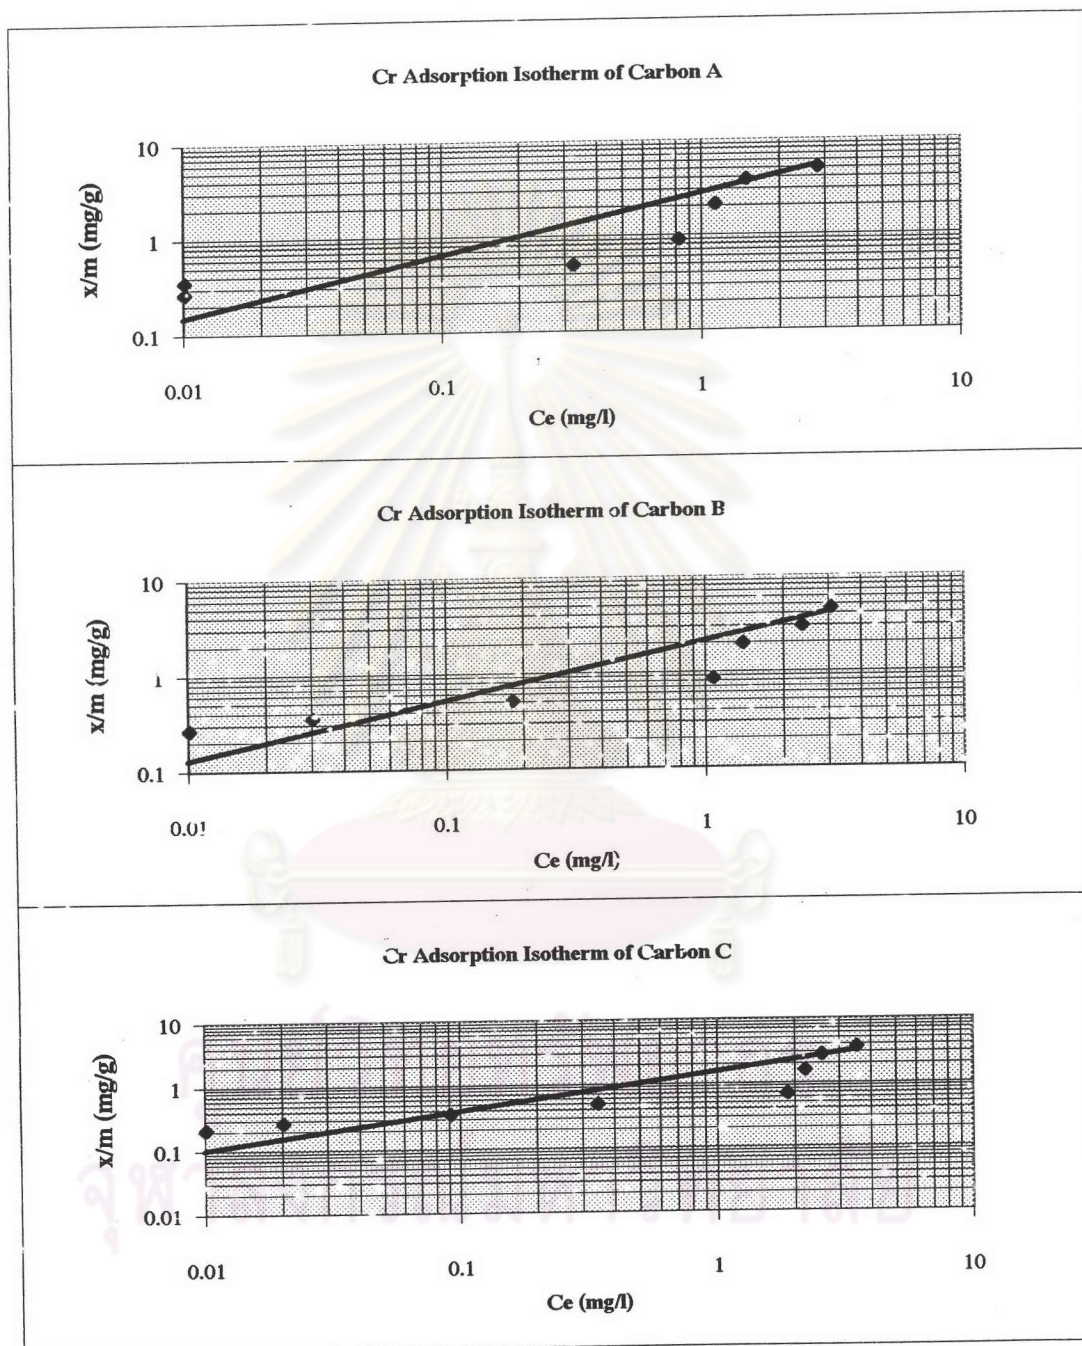 Cr Adsorption Isotherm of Carbon A
10
1
0.1
x/m (mg/g)
0.01 0.1 1 10
Ce (mg/l)
Cr Adsorption Isotherm of Carbon B
10
1
0.1
x/m (mg/g)
0.01 0.1 1 10
Ce (mg/l)
Cr Adsorption Isotherm of Carbon C
10
1
0.1
0.01
x/m (mg/g)
0.01 0.1 1 10
Ce (mg/l)